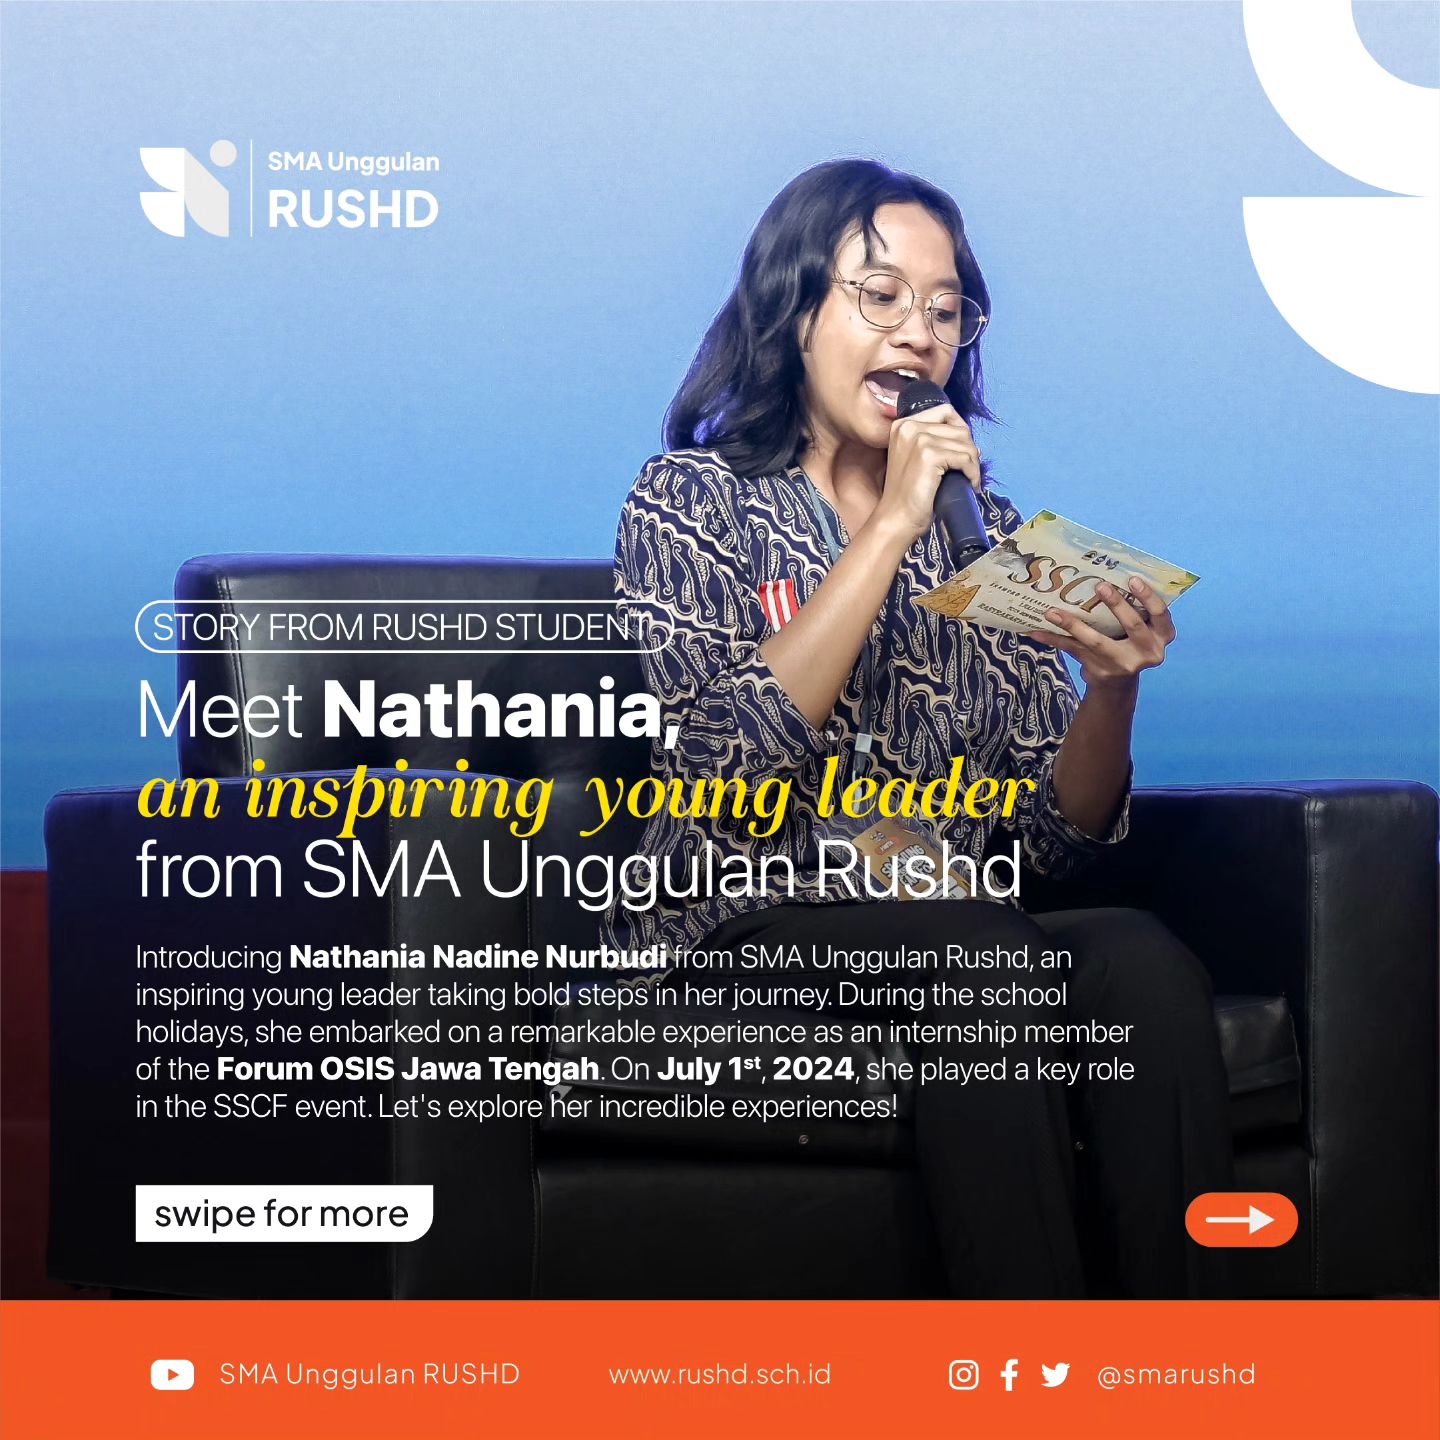 SMA Unggulan
RUSHD
SSCF
STORY FROM RUSHD STUDENT
Meet Nathania,
an inspiring young leader
from SMA Unggulan Rushd
Introducing Nathania Nadine Nurbudi from SMA Unggulan Rushd, an
inspiring young leader taking bold steps in her journey. During the school
holidays, she embarked on a remarkable experience as an internship member
of the Forum OSIS Jawa Tengah. On July 1st, 2024, she played a key role
in the SSCF event. Let's explore her incredible experiences!
swipe for more
SMA Unggulan RUSHD
www.rushd.sch.id
@smarushd